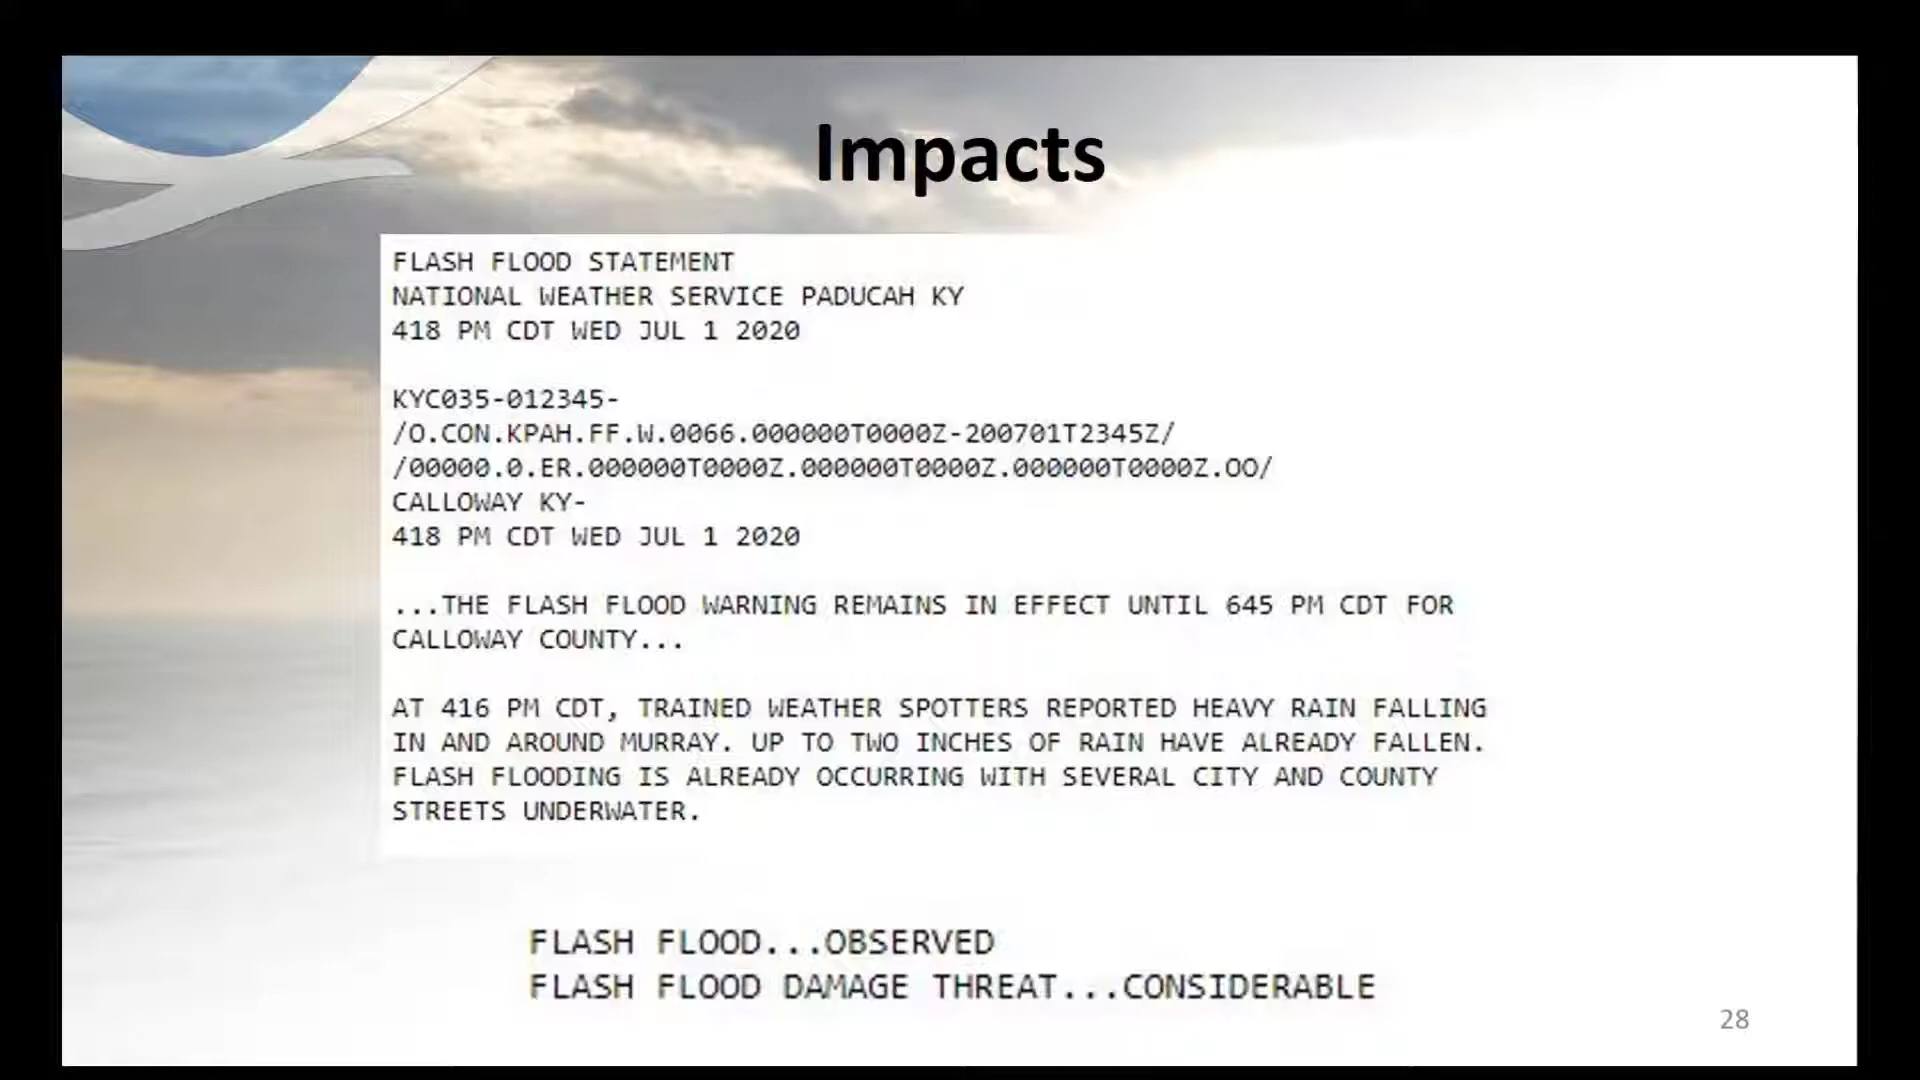 Impacts
FLASH FLOOD STATEMENT
NATIONAL WEATHER SERVICE PADUCAH KY
418 PM CDT WED JUL 1 2020
KYC035-012345-
/O.CON.KPAH.FF.W.0066.000000T0000Z-200701T2345Z/
/00000.0.ER.000000T0000Z.000000T0000Z.000000T0000Z.OO/
CALLOWAY KY-
418 PM CDT WED JUL 1 2020
...THE FLASH FLOOD WARNING REMAINS IN EFFECT UNTIL 645 PM CDT FOR
CALLOWAY COUNTY...
AT 416 PM CDT, TRAINED WEATHER SPOTTERS REPORTED HEAVY RAIN FALLING
IN AND AROUND MURRAY. UP TO TWO INCHES OF RAIN HAVE ALREADY FALLEN.
FLASH FLOODING IS ALREADY OCCURRING WITH SEVERAL CITY AND COUNTY
STREETS UNDERWATER.
FLASH FLOOD...OBSERVED
FLASH FLOOD DAMAGE THREAT...CONSIDERABLE
28